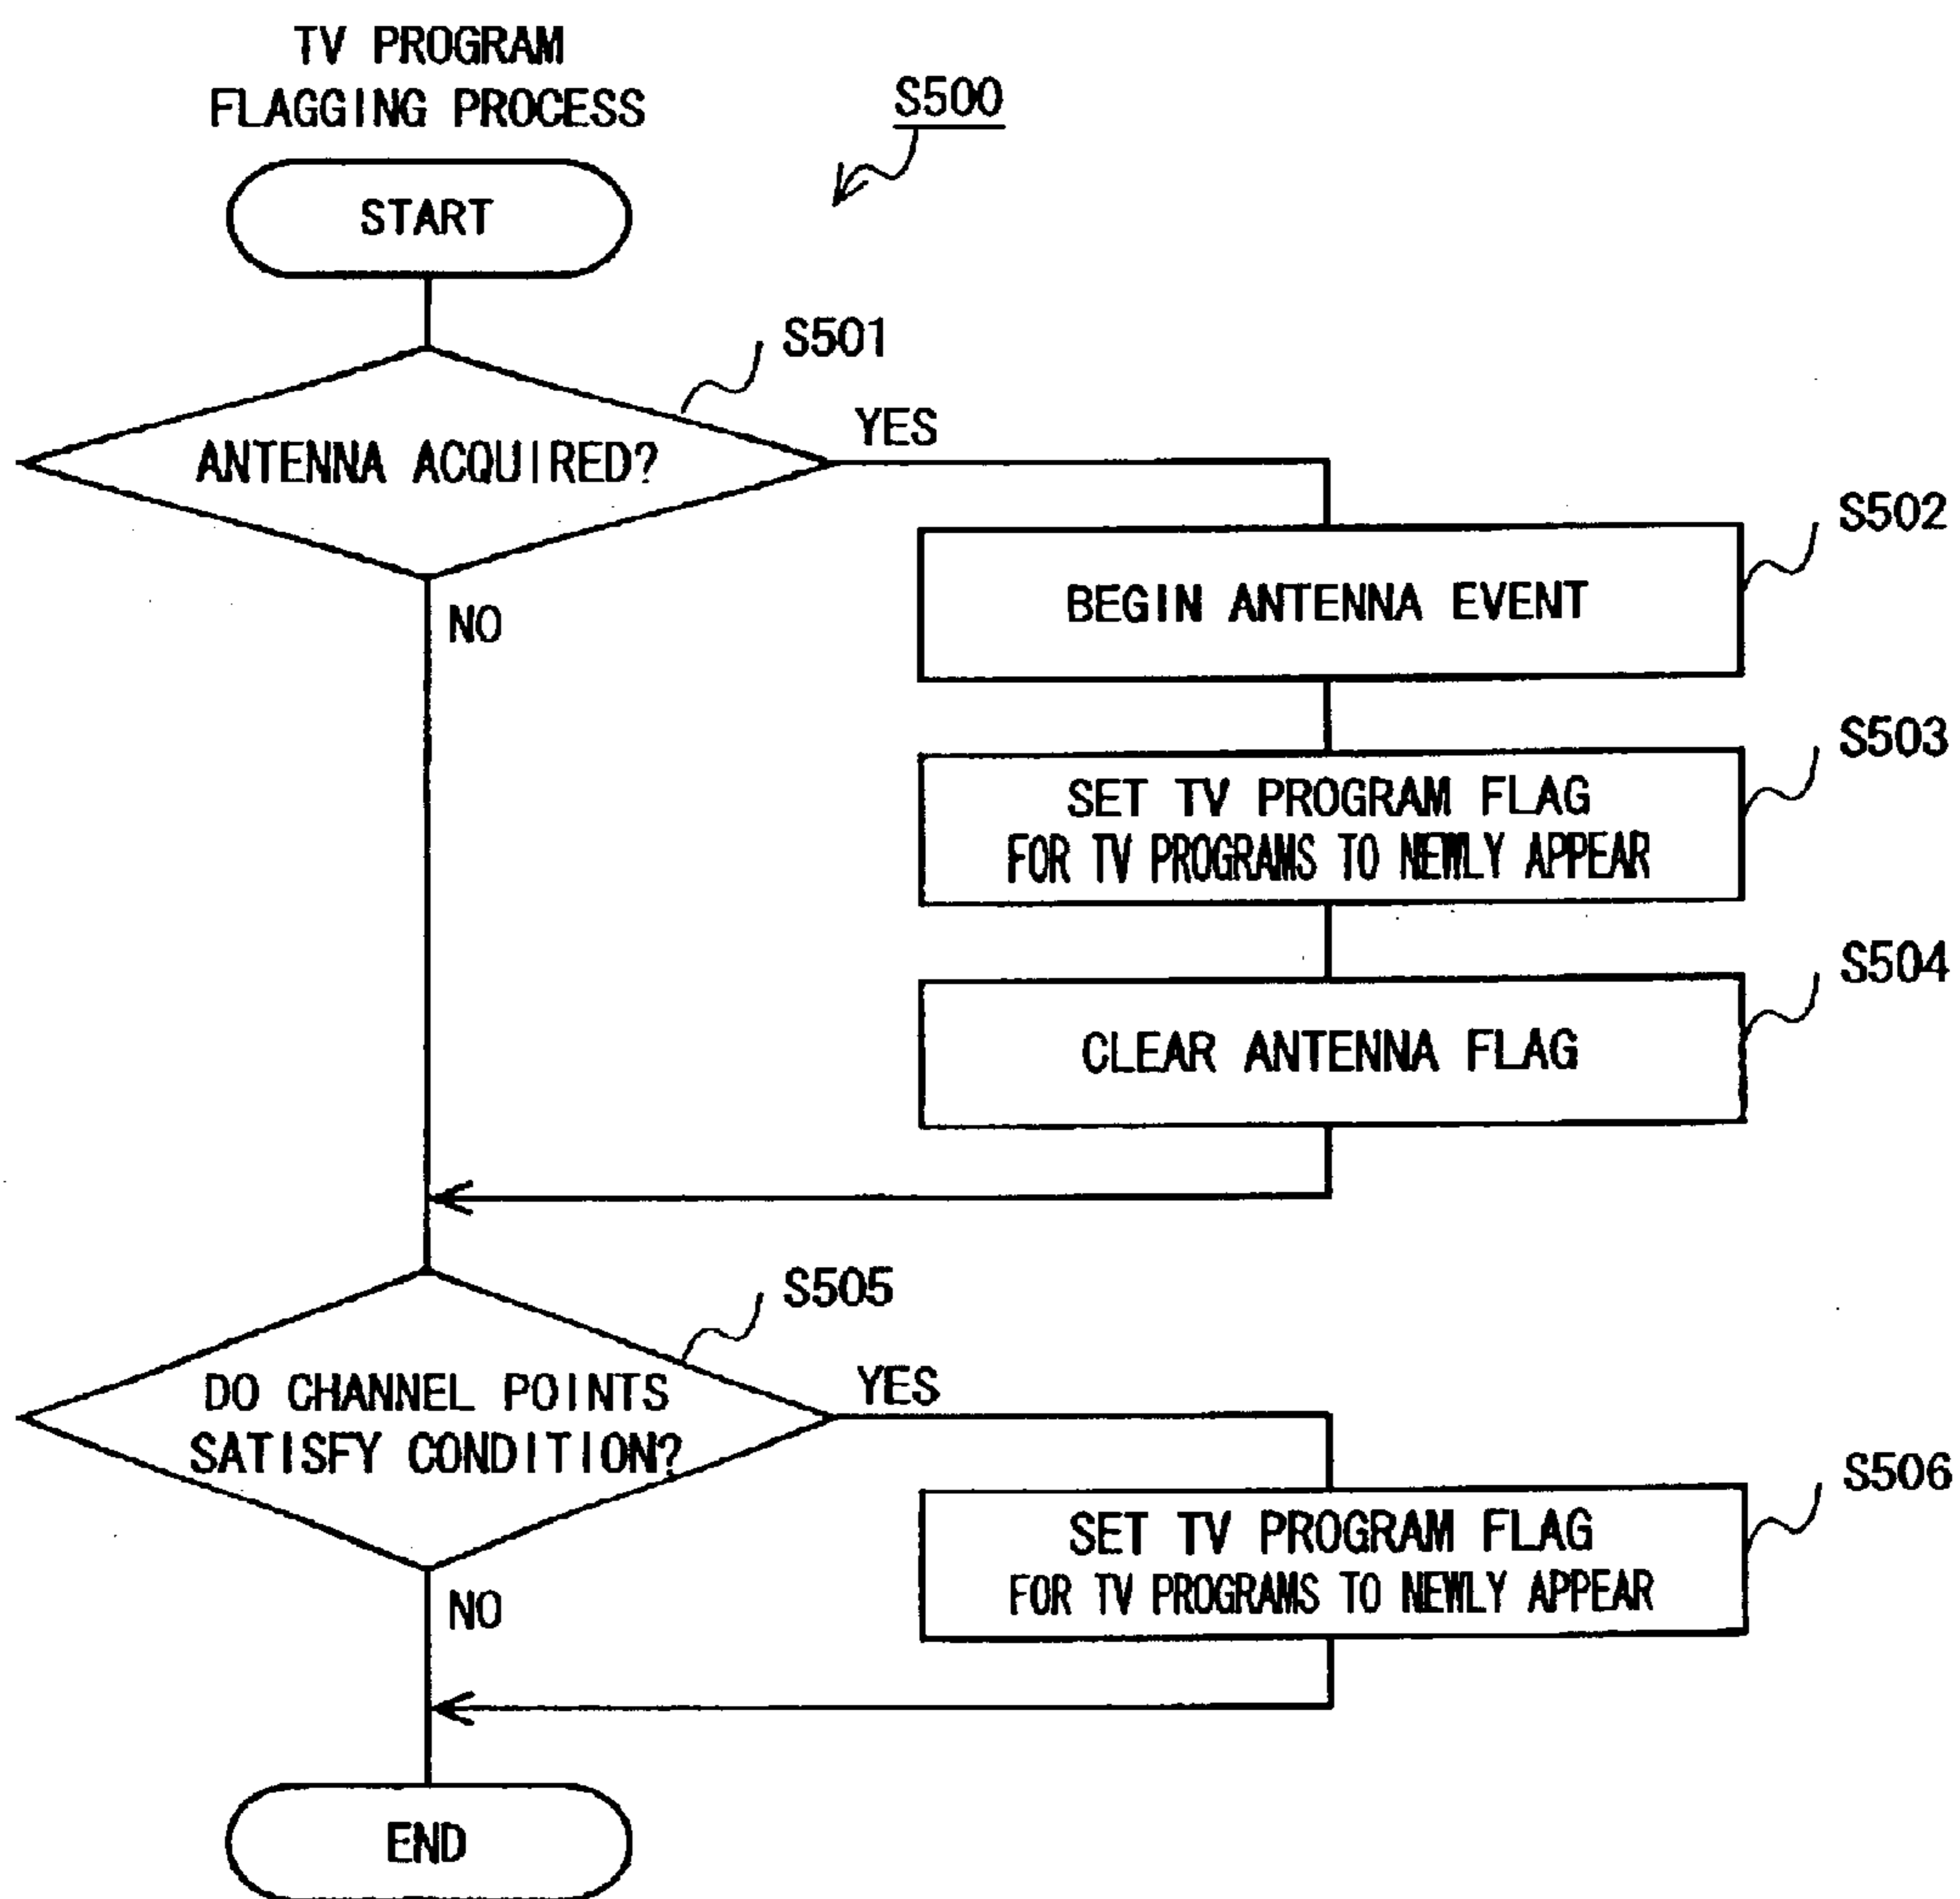 TV PROGRAM
FLAGGING PROCESS
S500
START
S501
ANTENNA ACQUIRED?
YES
NO
S502
BEGIN ANTENNA EVENT
S503
SET TV PROGRAM FLAG
FOR TV PROGRAMS TO NEWLY APPEAR
S504
CLEAR ANTENNA FLAG
S505
DO CHANNEL POINTS
SATISFY CONDITION?
YES
NO
S506
SET TV PROGRAM FLAG
FOR TV PROGRAMS TO NEWLY APPEAR
END